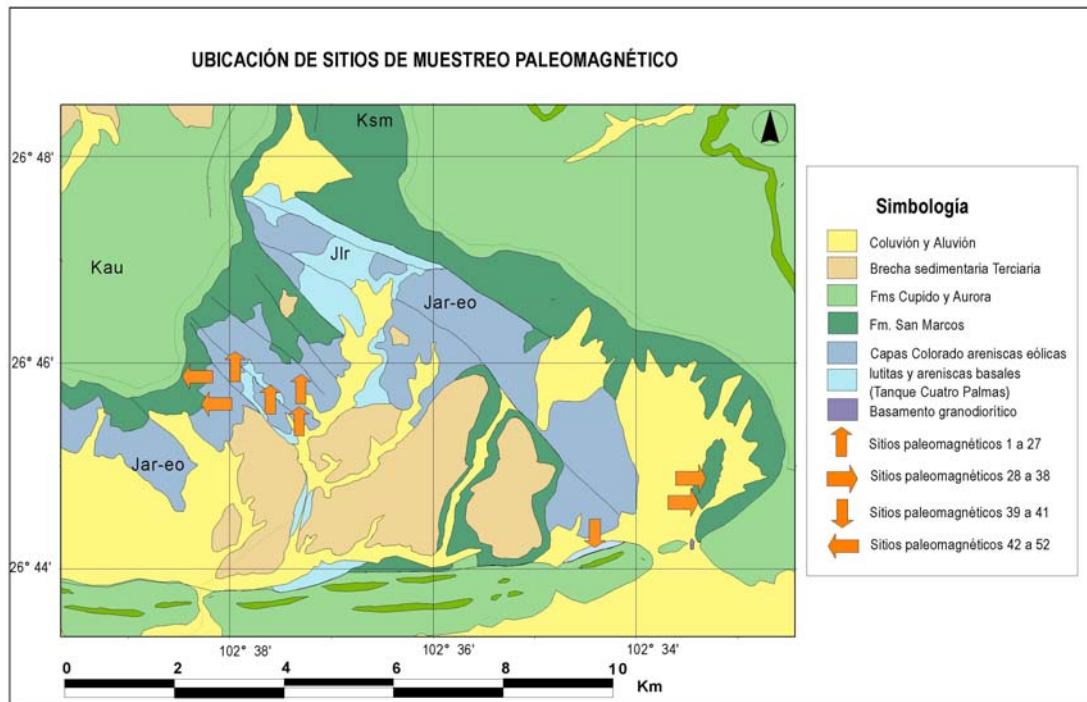 UBICACIÓN DE SITIOS DE MUESTREO PALEOMAGNÉTICO
Ksm
26° 48'
Jlr
Kau
Jar-eo
26° 46'
Jar-eo
26° 44'
102° 38'
102° 36'
102° 34'
0 2 4 6 8 10
Km
Simbología
Coluvión y Aluvión
Brecha sedimentaria Terciaria
Fms Cupido y Aurora
Fm. San Marcos
Capas Colorado areniscas eólicas
lutitas y areniscas basales
(Tanque Cuatro Palmas)
Basamento granodiorítico
Sitios paleomagnéticos 1 a 27
Sitios paleomagnéticos 28 a 38
Sitios paleomagnéticos 39 a 41
Sitios paleomagnéticos 42 a 52